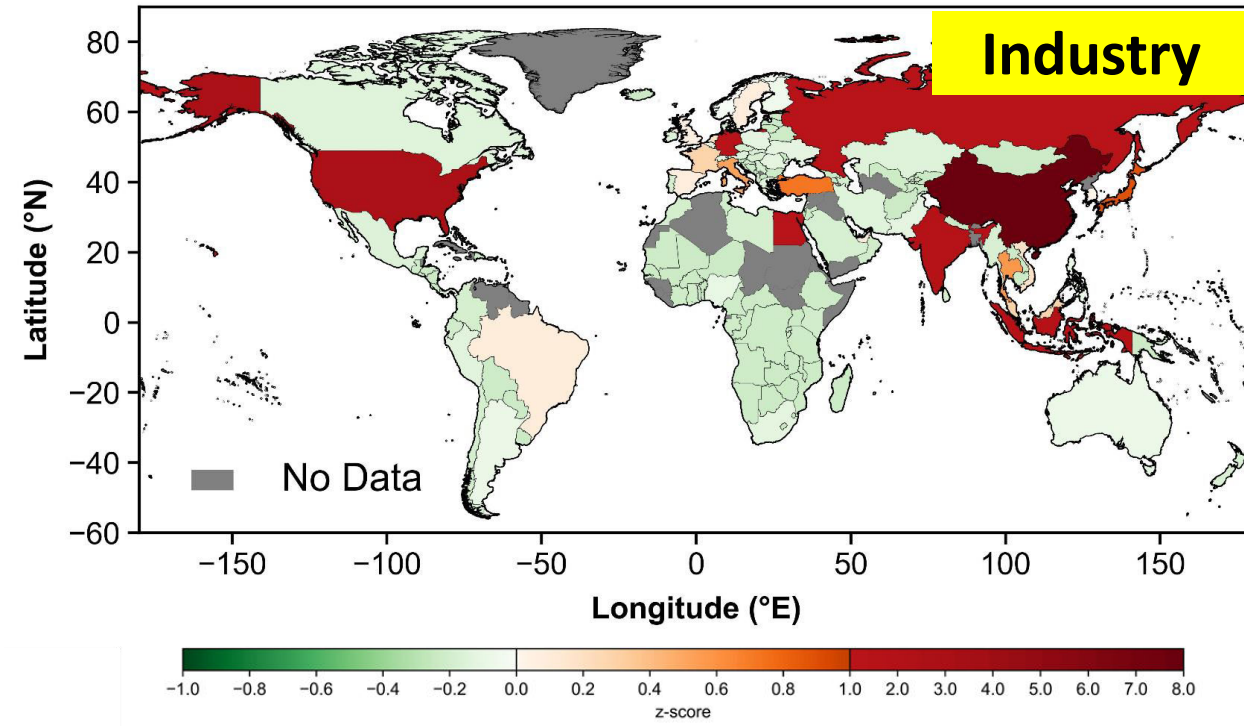 Industry
80
60
40
20
0
−20
−40
−60
Latitude (°N)
No Data
−150 −100 −50 0 50 100 150
Longitude (°E)
−1.0 −0.8 −0.6 −0.4 −0.2 0.0 0.2 0.4 0.6 0.8 1.0 2.0 3.0 4.0 5.0 6.0 7.0 8.0
z-score